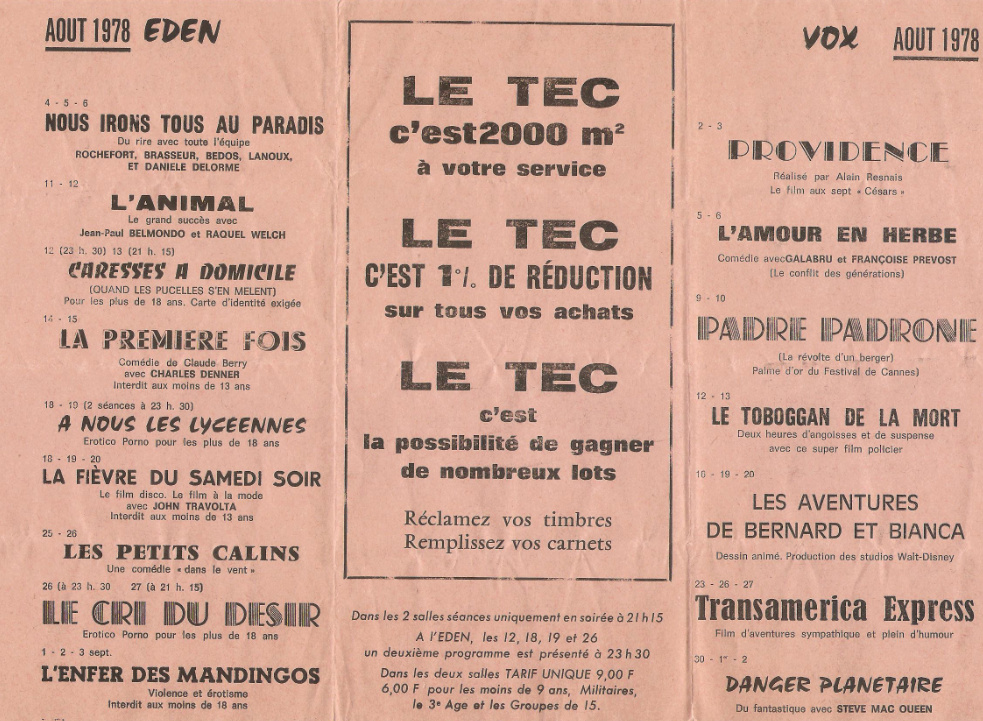 AOUT 1978 EDEN
4 - 5 - 6
NOUS IRONS TOUS AU PARADIS
Du rire avec toute l'équipe
ROCHEFORT, BRASSEUR, BEDOS, LANOUX,
ET DANIELE DELORME
11 - 12
L'ANIMAL
Le grand succès avec
Jean-Paul BELMONDO et RAQUEL WELCH
12 (23 h. 30) 13 (21 h. 15)
CARESSES A DOMICILE
(QUAND LES PUCELLES S'EN MELENT)
Pour les plus de 18 ans. Carte d'identité exigée
14 - 15
LA PREMIERE FOIS
Comédie de Claude Berry
avec CHARLES DENNER
Interdit aux moins de 13 ans
18 - 19 (2 séances à 23 h. 30)
A NOUS LES LYCEENNES
Erotico Porno pour les plus de 18 ans
18 - 19 - 20
LA FIÈVRE DU SAMEDI SOIR
Le film disco. Le film à la mode
avec JOHN TRAVOLTA
Interdit aux moins de 13 ans
25 - 26
LES PETITS CALINS
Une comédie « dans le vent »
26 (à 23 h. 30 27 (à 21 h. 15)
LE CRI DU DESIR
Erotico Porno pour les plus de 18 ans
1 - 2 - 3 sept.
L'ENFER DES MANDINGOS
Violence et érotisme
Interdit aux moins de 18 ans
LE TEC
c'est 2000 m²
à votre service
LE TEC
C'EST 1% DE RÉDUCTION
sur tous vos achats
LE TEC
c'est
la possibilité de gagner
de nombreux lots
Réclamez vos timbres
Remplissez vos carnets
Dans les 2 salles séances uniquement en soirée à 21 h 15
A l'EDEN, les 12, 18, 19 et 26
un deuxième programme est présenté à 23 h 30
Dans les deux salles TARIF UNIQUE 9,00 F
6,00 F pour les moins de 9 ans, Militaires,
le 3e Age et les Groupes de 15.
VOX AOUT 1978
2 - 3
PROVIDENCE
Réalisé par Alain Resnais
Le film aux sept « Césars »
5 - 6
L'AMOUR EN HERBE
Comédie avec GALABRU et FRANÇOISE PREVOST
(Le conflit des générations)
9 - 10
PADRE PADRONE
(La révolte d'un berger)
Palme d'or du Festival de Cannes)
12 - 13
LE TOBOGGAN DE LA MORT
Deux heures d'angoisses et de suspense
avec ce super film policier
16 - 19 - 20
LES AVENTURES
DE BERNARD ET BIANCA
Dessin animé. Production des studios Walt-Disney
23 - 26 - 27
Transamerica Express
Film d'aventures sympathique et plein d'humour
30 - 1er - 2
DANGER PLANETAIRE
Du fantastique avec STEVE MAC QUEEN